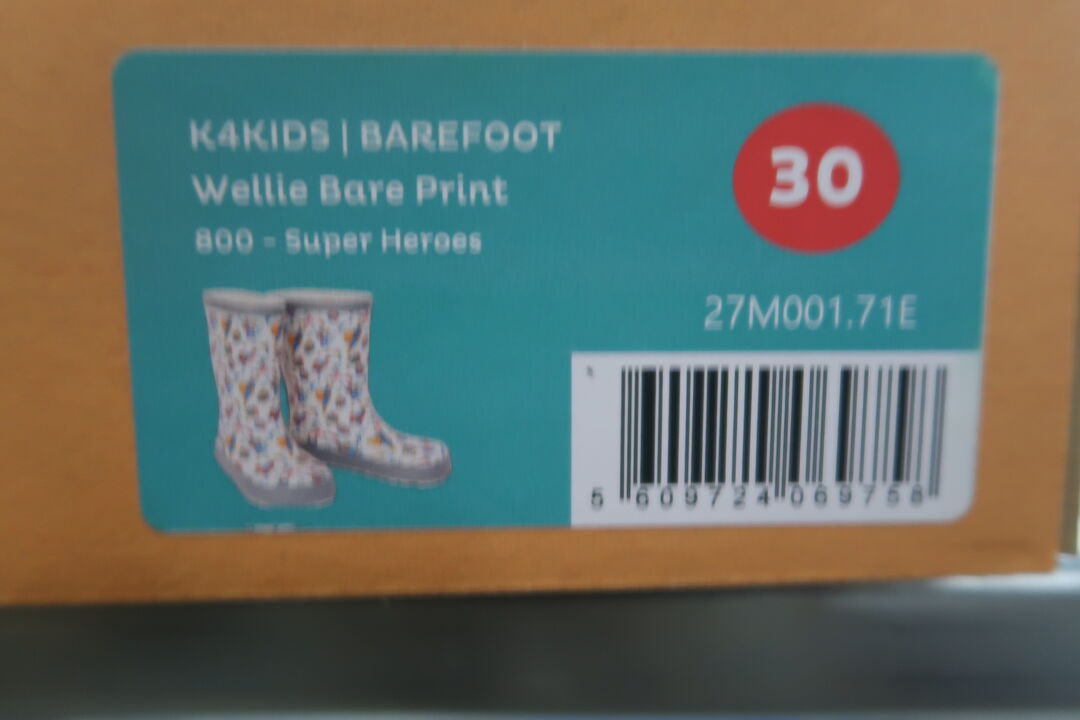 K4KIDS | BAREFOOT
Wellie Bare Print
800 - Super Heroes
30
27M001.71E
5 609724 069758